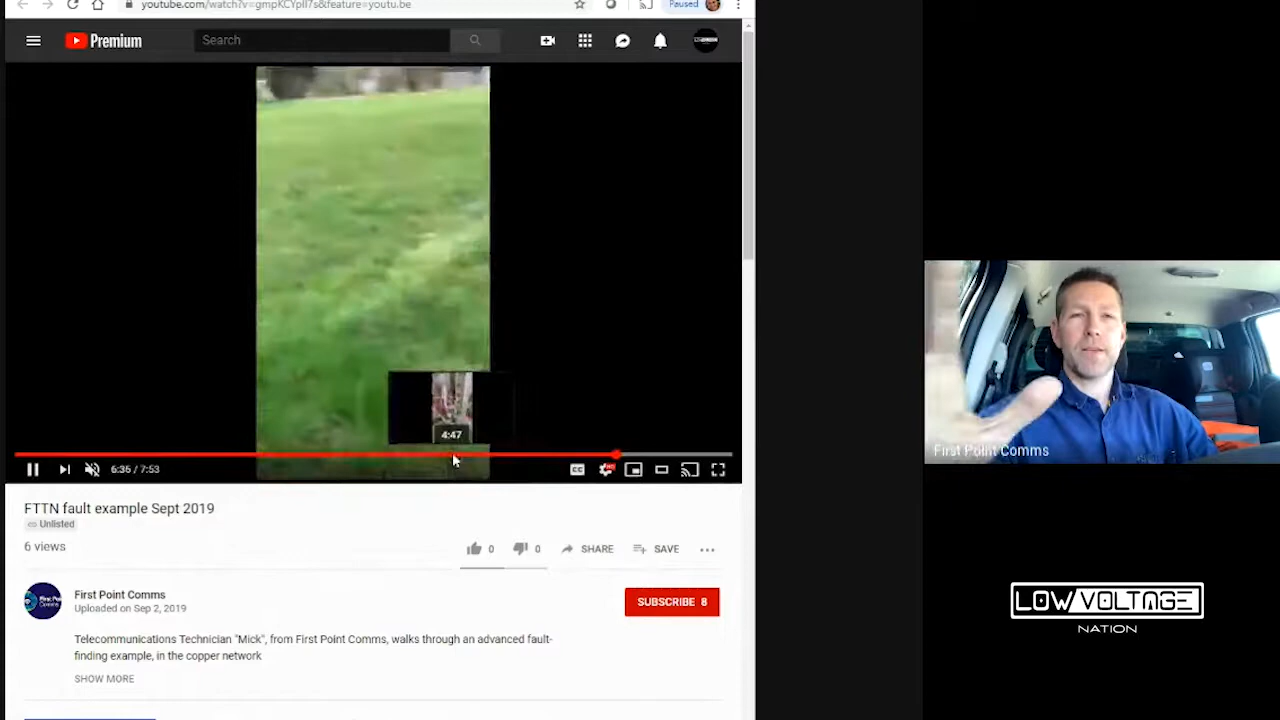 youtube.com/watch?v=gmpKCYpIl7s&feature=youtu.be
Paused
Premium
Search
4:47
6:36 / 7:53
CC
FTTN fault example Sept 2019
Unlisted
6 views
0
0
SHARE
SAVE
First Point Comms
Uploaded on Sep 2, 2019
SUBSCRIBE 8
Telecommunications Technician "Mick", from First Point Comms, walks through an advanced fault-
finding example, in the copper network
SHOW MORE
First Point Comms
LOW VOLTAGE
NATION